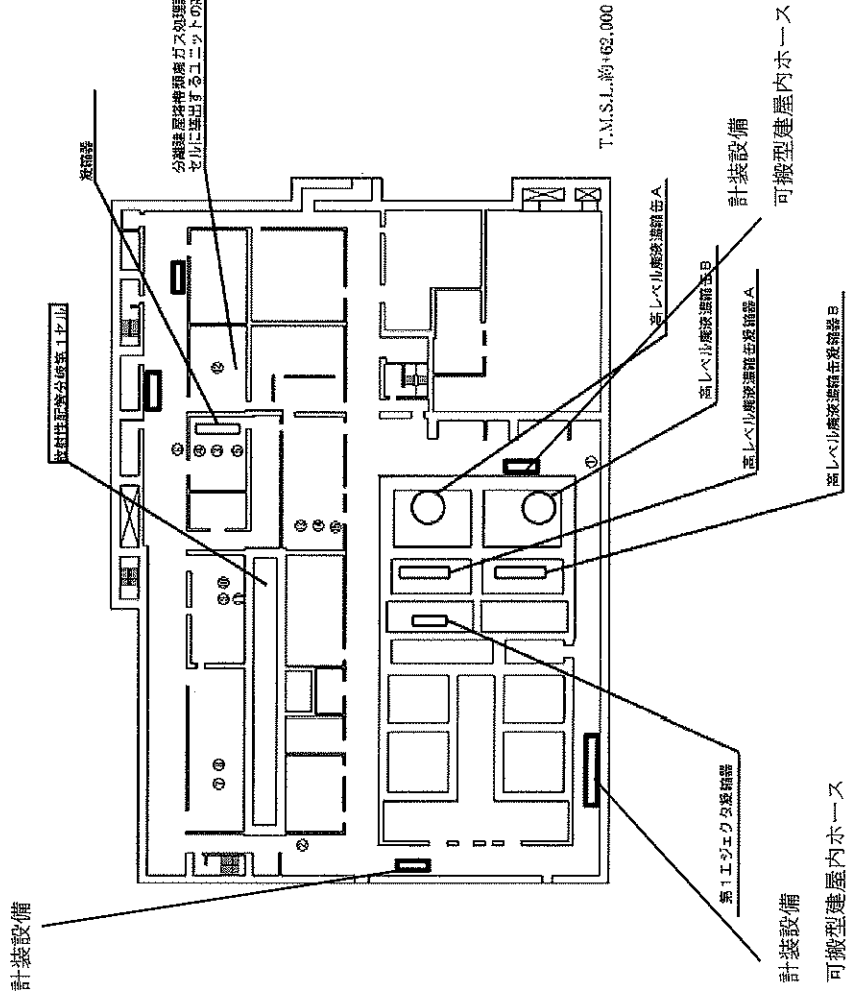 分離建屋塔槽類廃ガス処理設
セルに導出するユニットの凝
凝縮器
放射性配管分岐第1セル
T.M.S.L.約+62,000
計装設備
可搬型建屋内ホース
高レベル廃液濃縮缶A
高レベル廃液濃縮缶B
高レベル廃液濃縮缶凝縮器A
高レベル廃液濃縮缶凝縮器B
第1エジェクタ凝縮器
計装設備
計装設備
可搬型建屋内ホース
①
②